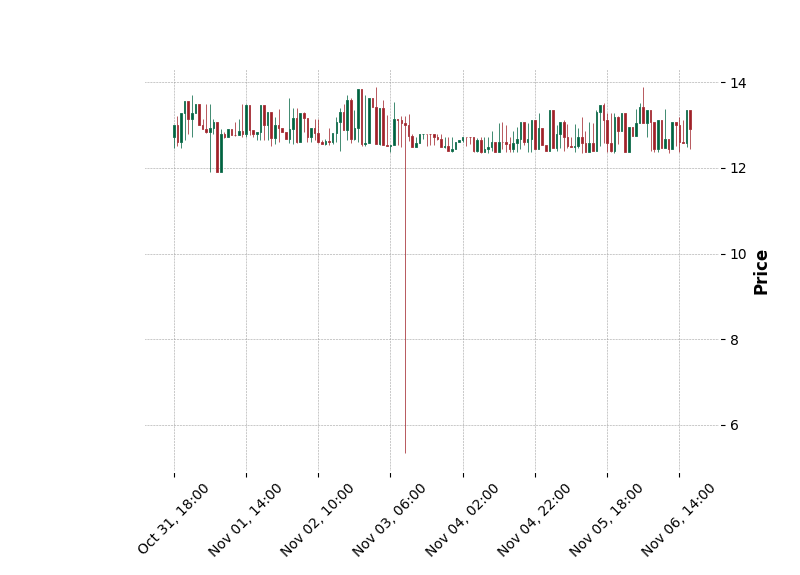 14
12
10
8
6
Price
Oct 31, 18:00
Nov 01, 14:00
Nov 02, 10:00
Nov 03, 06:00
Nov 04, 02:00
Nov 04, 22:00
Nov 05, 18:00
Nov 06, 14:00